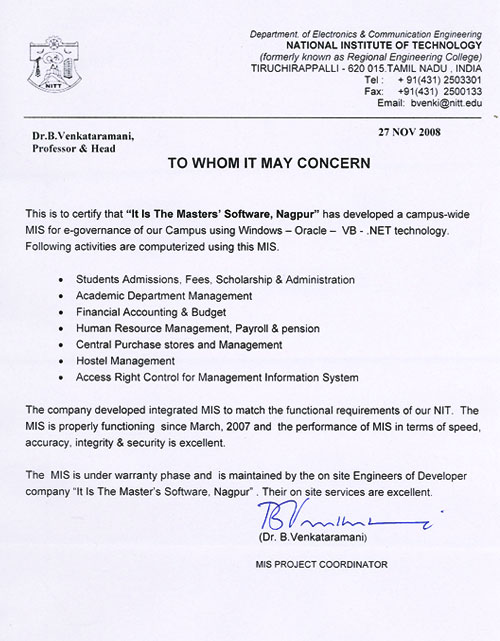 Department. of Electronics & Communication Engineering
NATIONAL INSTITUTE OF TECHNOLOGY
(formerly known as Regional Engineering College)
TIRUCHIRAPPALLI - 620 015.TAMIL NADU . INDIA
Tel : + 91(431) 2503301
Fax: +91(431) 2500133
Email: bvenki@nitt.edu
NITT
Dr.B.Venkataramani,
Professor & Head
27 NOV 2008
TO WHOM IT MAY CONCERN
This is to certify that “It Is The Masters’ Software, Nagpur” has developed a campus-wide
MIS for e-governance of our Campus using Windows – Oracle – VB - .NET technology.
Following activities are computerized using this MIS.
• Students Admissions, Fees, Scholarship & Administration
• Academic Department Management
• Financial Accounting & Budget
• Human Resource Management, Payroll & pension
• Central Purchase stores and Management
• Hostel Management
• Access Right Control for Management Information System
The company developed integrated MIS to match the functional requirements of our NIT. The
MIS is properly functioning since March, 2007 and the performance of MIS in terms of speed,
accuracy, integrity & security is excellent.
The MIS is under warranty phase and is maintained by the on site Engineers of Developer
company “It Is The Master’s Software, Nagpur” . Their on site services are excellent.
(Dr. B.Venkataramani)
MIS PROJECT COORDINATOR